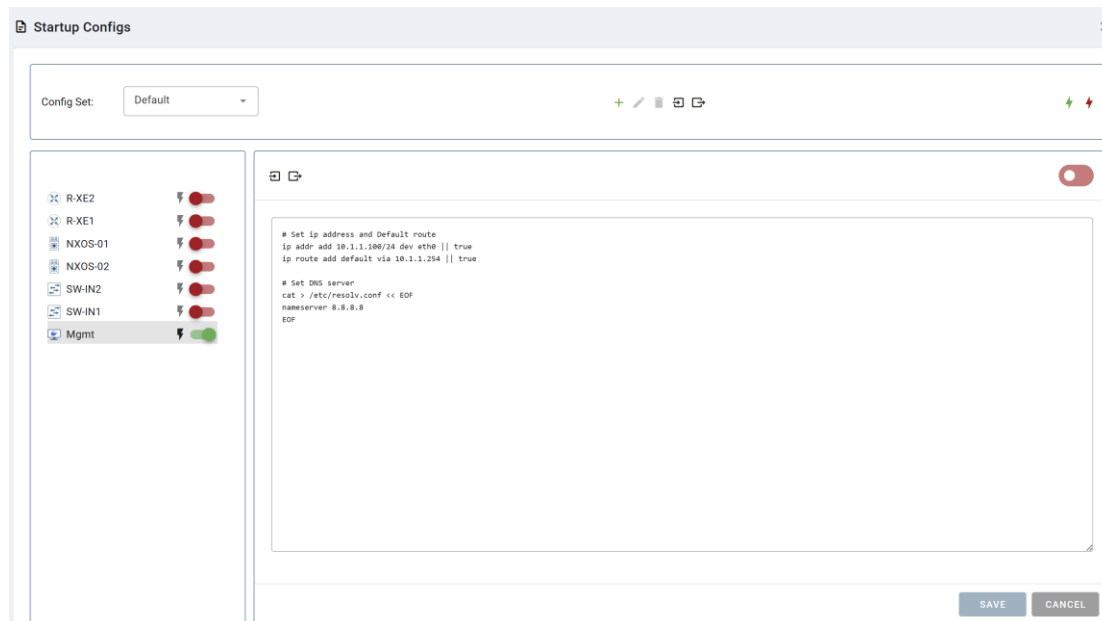 Startup Configs
Config Set:
Default
R-XE2
R-XE1
NXOS-01
NXOS-02
SW-IN2
SW-IN1
Mgmt
# Set ip address and Default route
ip addr add 10.1.1.100/24 dev eth0 || true
ip route add default via 10.1.1.254 || true
# Set DNS server
cat > /etc/resolv.conf << EOF
nameserver 8.8.8.8
EOF
SAVE
CANCEL